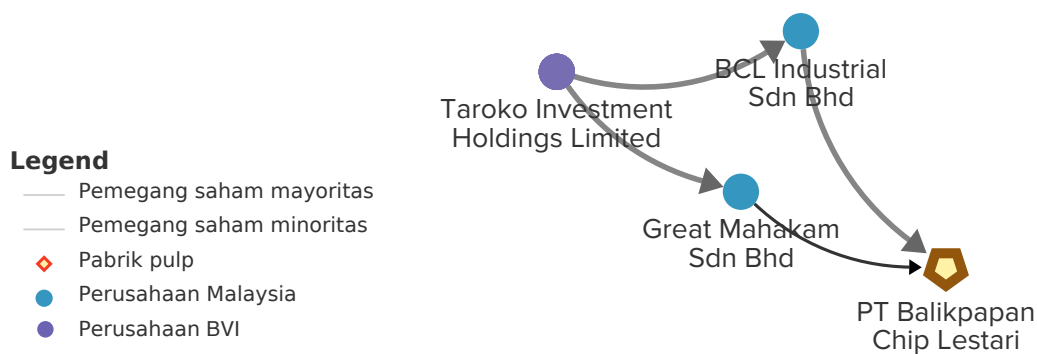 BCL Industrial
Sdn Bhd
Taroko Investment
Holdings Limited
Legend
Pemegang saham mayoritas
Pemegang saham minoritas
Pabrik pulp
Perusahaan Malaysia
Perusahaan BVI
Great Mahakam
Sdn Bhd
PT Balikpapan
Chip Lestari